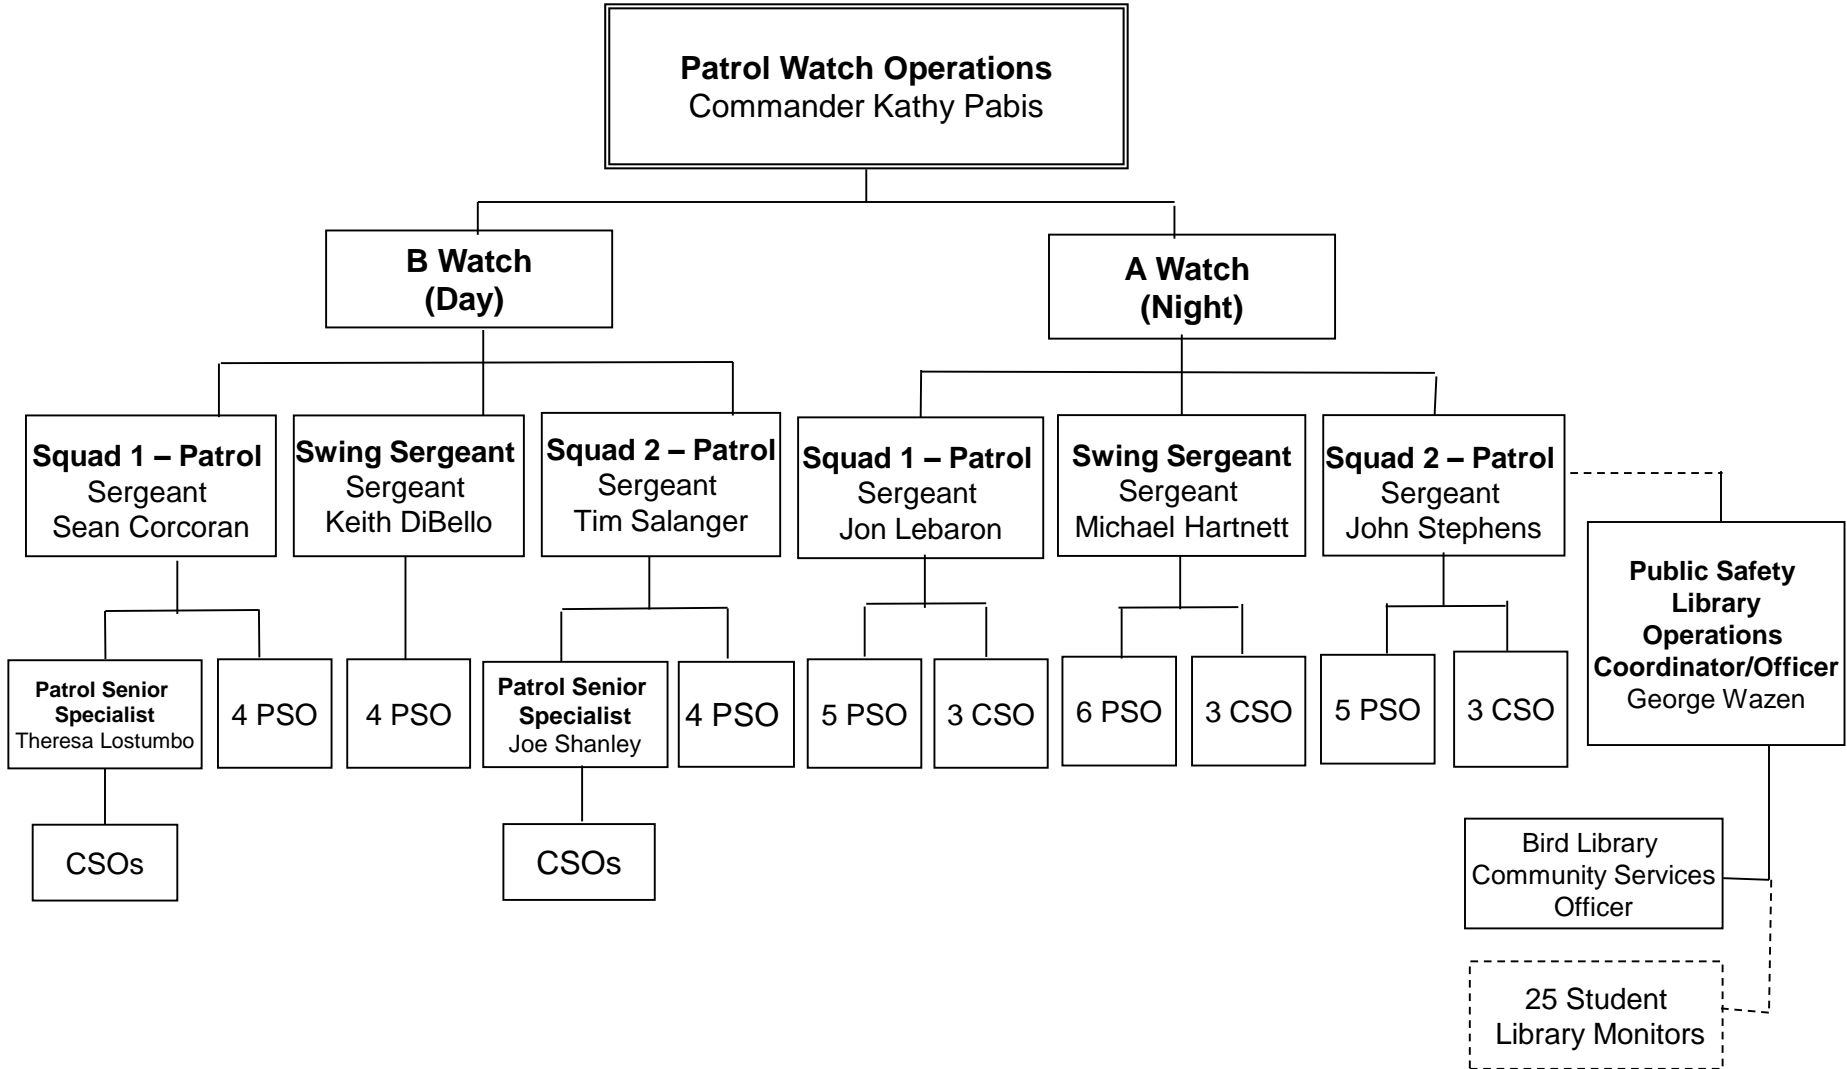 Patrol Watch Operations
Commander Kathy Pabis
B Watch
(Day)
A Watch
(Night)
Squad 1 – Patrol
Sergeant
Sean Corcoran
Swing Sergeant
Sergeant
Keith DiBello
Squad 2 – Patrol
Sergeant
Tim Salanger
Squad 1 – Patrol
Sergeant
Jon Lebaron
Swing Sergeant
Sergeant
Michael Hartnett
Squad 2 – Patrol
Sergeant
John Stephens
Public Safety
Library
Operations
Coordinator/Officer
George Wazen
Patrol Senior
Specialist
Theresa Lostumbo
4 PSO
4 PSO
Patrol Senior
Specialist
Joe Shanley
4 PSO
5 PSO
3 CSO
6 PSO
3 CSO
5 PSO
3 CSO
CSOs
CSOs
Bird Library
Community Services
Officer
25 Student
Library Monitors